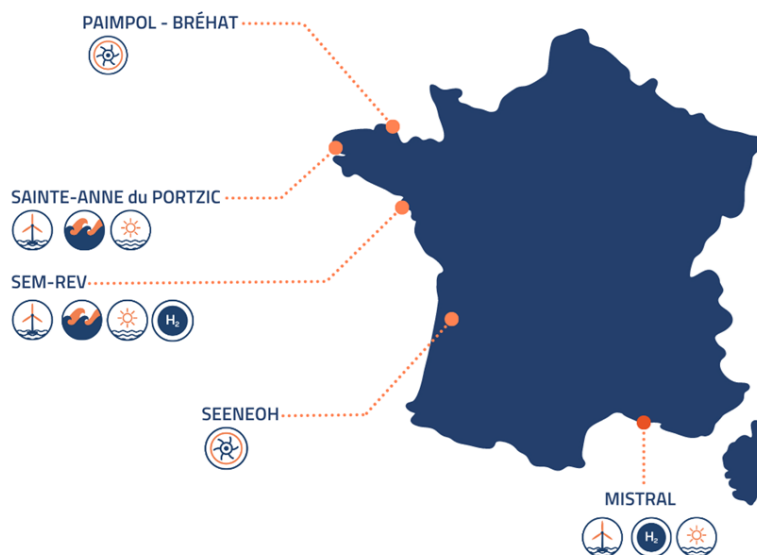 PAIMPOL - BRÉHAT
SAINTE-ANNE du PORTZIC
SEM-REV
H₂
SEENEOH
MISTRAL
H₂